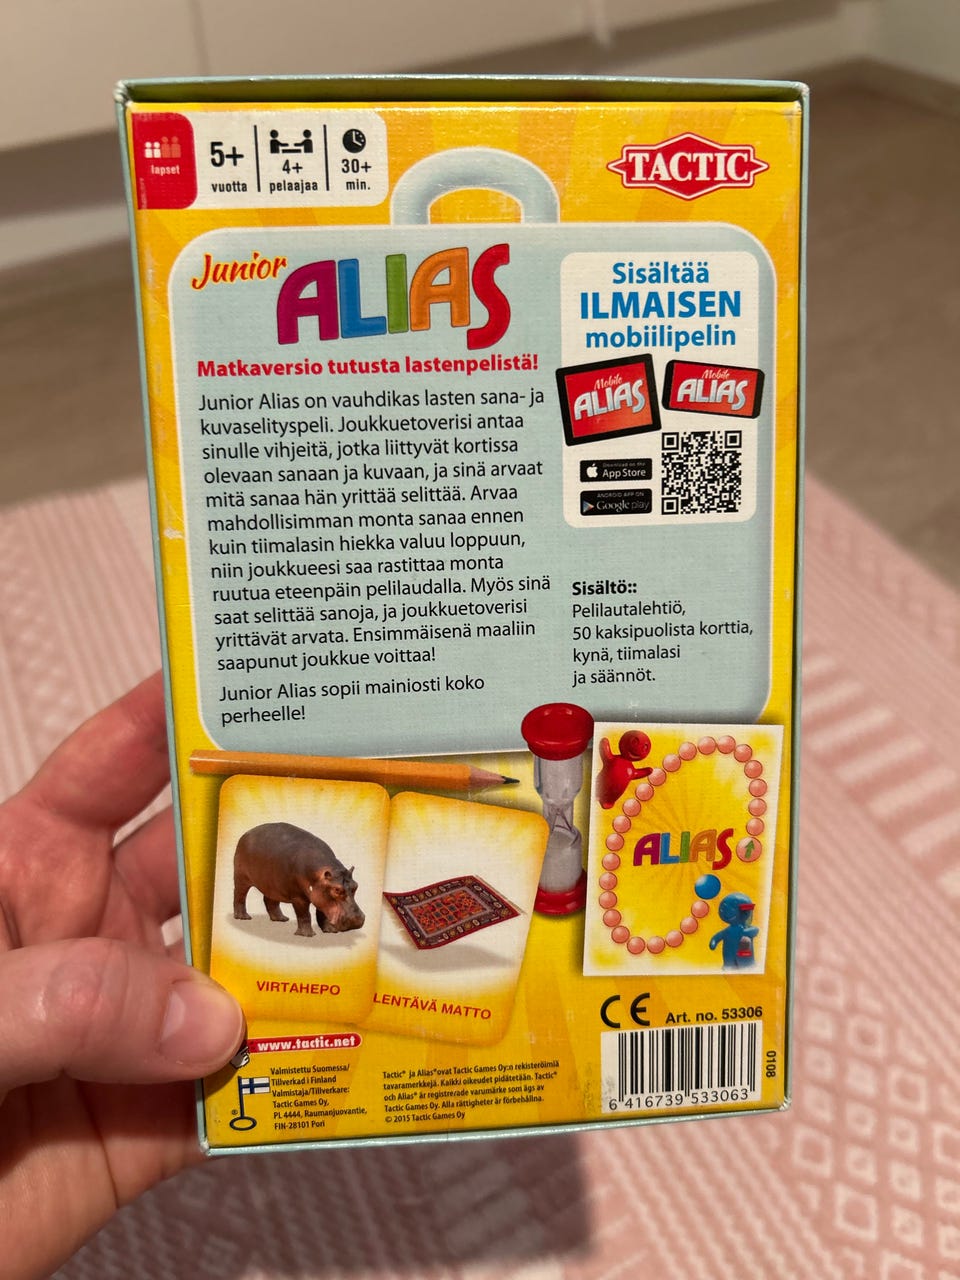 lapset
5+
vuotta
4+
pelaajaa
30+
min.
TACTIC
Junior
ALIAS
Matkaversio tutusta lastenpelistä!
Junior Alias on vauhdikas lasten sana- ja
kuvaselityspeli. Joukkuetoverisi antaa
sinulle vihjeitä, jotka liittyvät kortissa
olevaan sanaan ja kuvaan, ja sinä arvaat
mitä sanaa hän yrittää selittää. Arvaa
mahdollisimman monta sanaa ennen
kuin tiimalasin hiekka valuu loppuun,
niin joukkueesi saa rastittaa monta
ruutua eteenpäin pelilaudalla. Myös sinä
saat selittää sanoja, ja joukkuetoverisi
yrittävät arvata. Ensimmäisenä maaliin
saapunut joukkue voittaa!
Junior Alias sopii mainiosti koko
perheelle!
Sisältää
ILMAISEN
mobiilipelin
Mobile
ALIAS
Mobile
ALIAS
Download on the
App Store
ANDROID APP ON
Google play
Sisältö::
Pelilautalehtiö,
50 kaksipuolista korttia,
kynä, tiimalasi
ja säännöt.
ALIAS
VIRTAHEPO
LENTÄVÄ MATTO
CE
Art. no. 53306
6 416739 533063
0108
www.tactic.net
Valmistettu Suomessa/
Tillverkad i Finland
Valmistaja/Tillverkare:
Tactic Games Oy,
PL 4444, Raumanjuovantie,
FIN-28101 Pori
Tactic® ja Alias® ovat Tactic Games Oy:n rekisteröimiä
tavaramerkkejä. Kaikki oikeudet pidätetään. Tactic®
och Alias® är registrerade varumärke som ägs av
Tactic Games Oy. Alla rättigheter är förbehållna.
© 2015 Tactic Games Oy